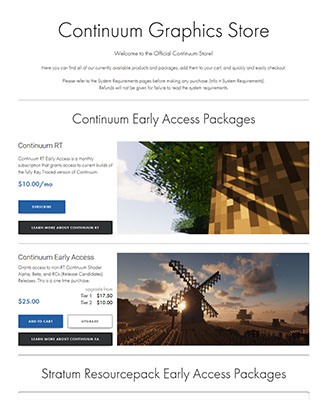 Continuum Graphics Store
Welcome to the Official Continuum Store!
Here you can find all of our currently available products and packages, add them to your cart, and quickly and easily checkout.
Please refer to the System Requirements pages before making any purchase (Info > System Requirements).
Refunds will not be given for failure to read the system requirements.
Continuum Early Access Packages
Continuum RT
Continuum RT Early Access is a monthly
subscription that grants access to current builds of
the fully Ray Traced version of Continuum.
$10.00/mo
SUBSCRIBE
LEARN MORE ABOUT CONTINUUM RT
Continuum Early Access
Grants access to non-RT Continuum Shader
Alpha, Beta, and RCs (Release Candidates)
Releases. This is a one time purchase.
upgrade from
Tier 1 $17.50
$25.00 Tier 2 $10.00
ADD TO CART UPGRADE
LEARN MORE ABOUT CONTINUUM EA
Stratum Resourcepack Early Access Packages